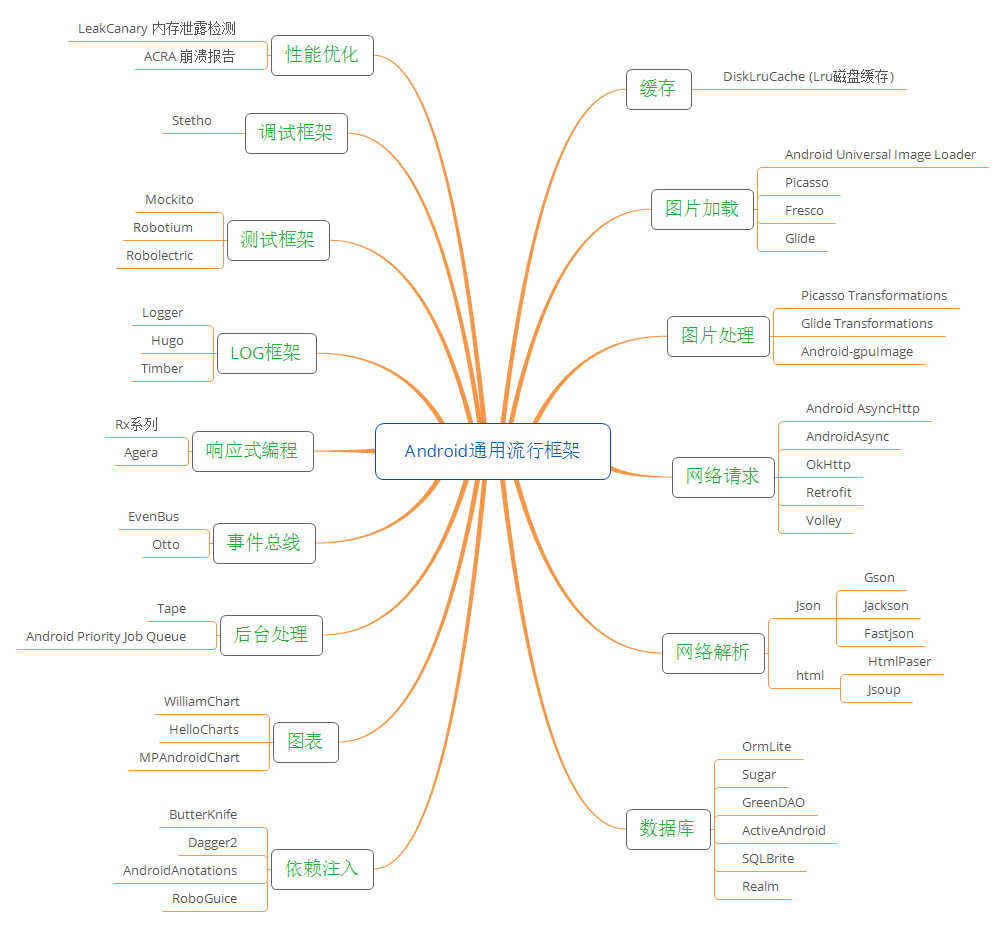 Android通用流行框架
缓存
DiskLruCache (Lru磁盘缓存)
图片加载
Android Universal Image Loader
Picasso
Fresco
Glide
图片处理
Picasso Transformations
Glide Transformations
Android-gpuImage
网络请求
Android AsyncHttp
AndroidAsync
OkHttp
Retrofit
Volley
网络解析
Json
Gson
Jackson
Fastjson
html
HtmlPaser
Jsoup
数据库
OrmLite
Sugar
GreenDAO
ActiveAndroid
SQLBrite
Realm
性能优化
LeakCanary 内存泄露检测
ACRA 崩溃报告
调试框架
Stetho
测试框架
Mockito
Robotium
Robolectric
LOG框架
Logger
Hugo
Timber
响应式编程
Rx系列
Agera
事件总线
EvenBus
Otto
后台处理
Tape
Android Priority Job Queue
图表
WilliamChart
HelloCharts
MPAndroidChart
依赖注入
ButterKnife
Dagger2
AndroidAnotations
RoboGuice